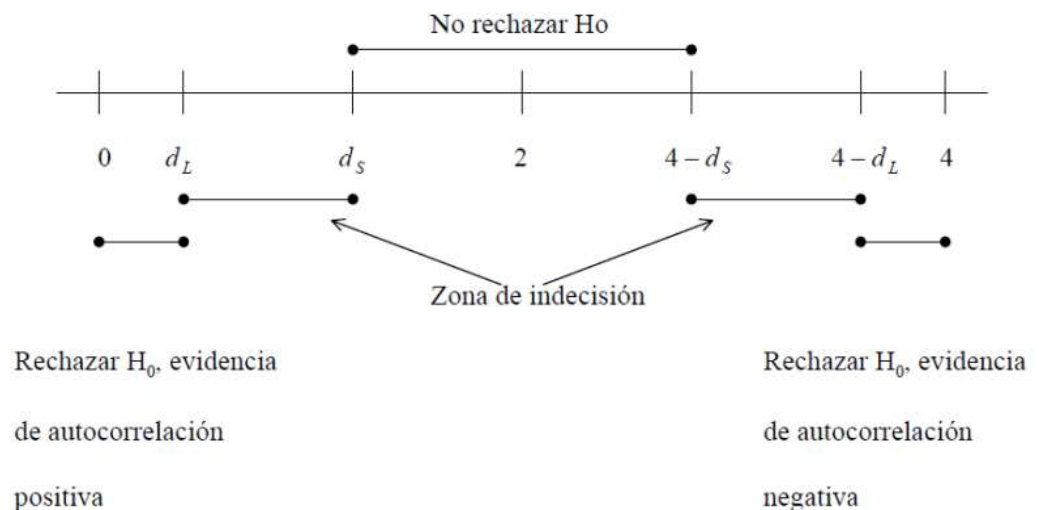 No rechazar Ho
0 d_L d_S 2 4 – d_S 4 – d_L 4
Zona de indecisión
Rechazar H₀, evidencia
de autocorrelación
positiva
Rechazar H₀, evidencia
de autocorrelación
negativa